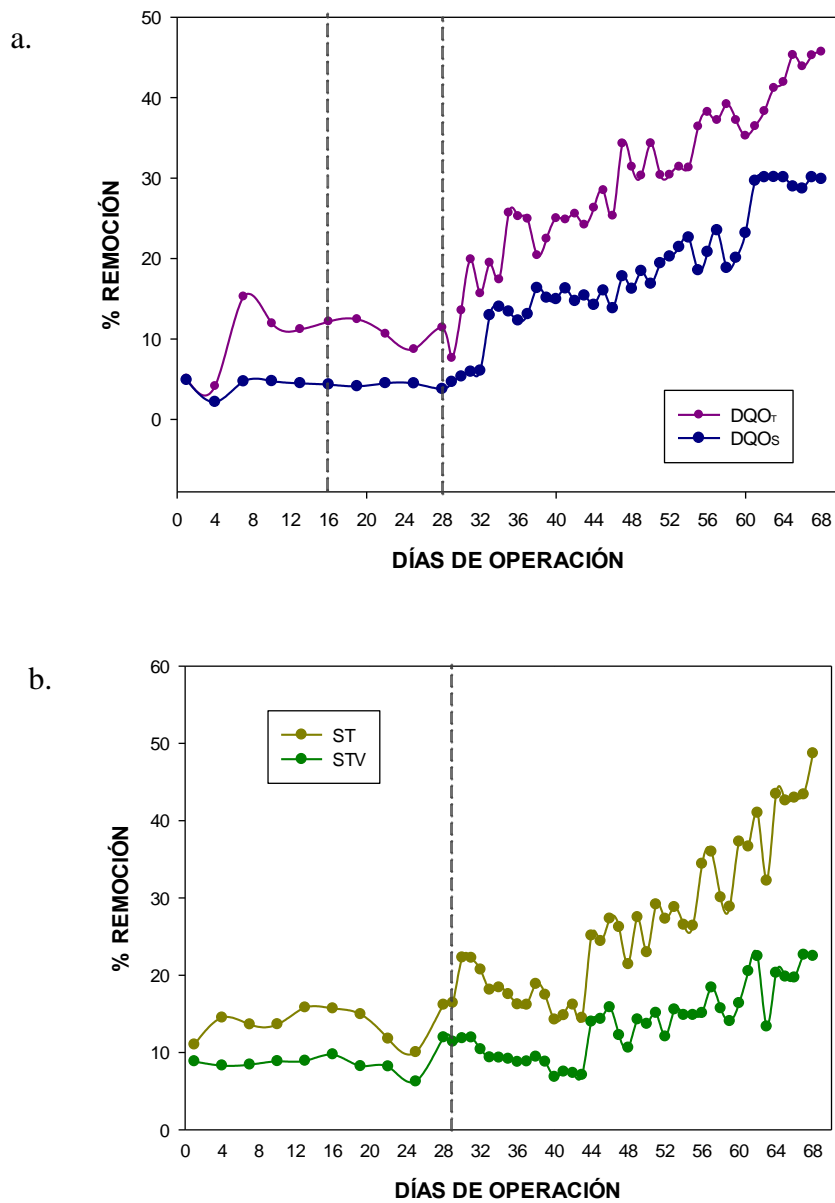 a.
50
40
30
20
10
0
% REMOCIÓN
DQOT
DQOS
0 4 8 12 16 20 24 28 32 36 40 44 48 52 56 60 64 68
DÍAS DE OPERACIÓN
b.
60
50
40
30
20
10
0
% REMOCIÓN
ST
STV
0 4 8 12 16 20 24 28 32 36 40 44 48 52 56 60 64 68
DÍAS DE OPERACIÓN